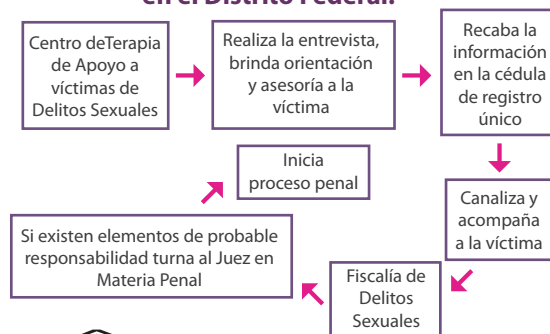 en el Distrito Federal.
Centro deTerapia
de Apoyo a
víctimas de
Delitos Sexuales
Realiza la entrevista,
brinda orientación
y asesoría a la
víctima
Recaba la
información
en la cédula
de registro
único
Canaliza y
acompaña
a la víctima
Fiscalía de
Delitos
Sexuales
Si existen elementos de probable
responsabilidad turna al Juez en
Materia Penal
Inicia
proceso penal